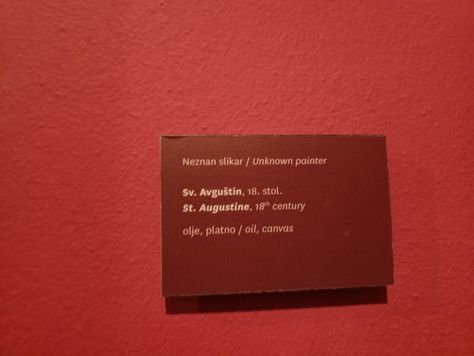 Neznan slikar / Unknown painter
Sv. Avguštin, 18. stol.
St. Augustine, 18th century
olje, platno / oil, canvas